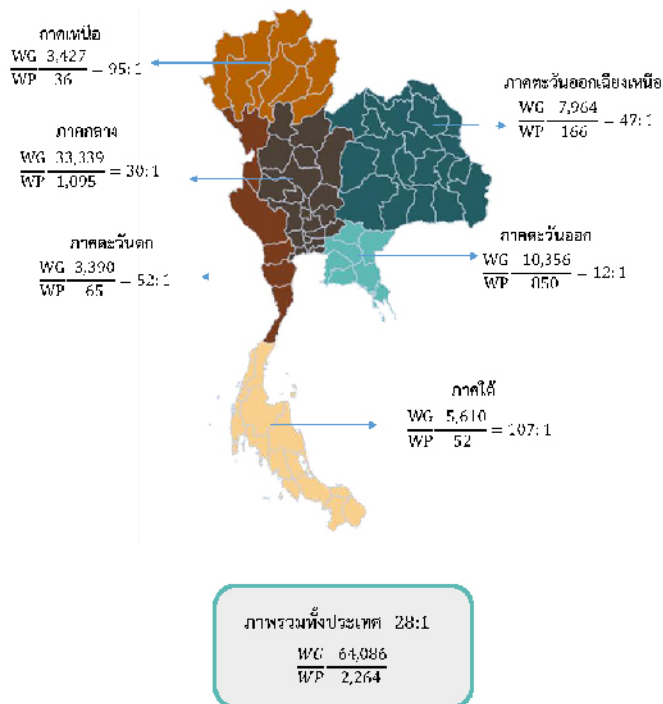 ภาคเหนือ
WG 3,427
WP 36 = 95:1
ภาคตะวันออกเฉียงเหนือ
WG 7,964
WP 166 = 47:1
ภาคกลาง
WG 33,339
WP 1,095 = 30:1
ภาคตะวันตก
WG 3,390
WP 65 = 52:1
ภาคตะวันออก
WG 10,356
WP 850 = 12:1
ภาคใต้
WG 5,610
WP 52 = 107:1
ภาพรวมทั้งประเทศ 28:1
WG 64,086
WP 2,264